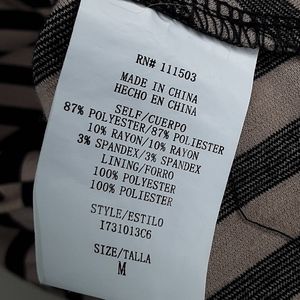 RN# 111503
MADE IN CHINA
HECHO EN CHINA
SELF/CUERPO
87% POLYESTER/87% POLIESTER
10% RAYON/10% RAYON
3% SPANDEX/3% SPANDEX
LINING/FORRO
100% POLYESTER
100% POLIESTER
STYLE/ESTILO
I731013C6
SIZE/TALLA
M